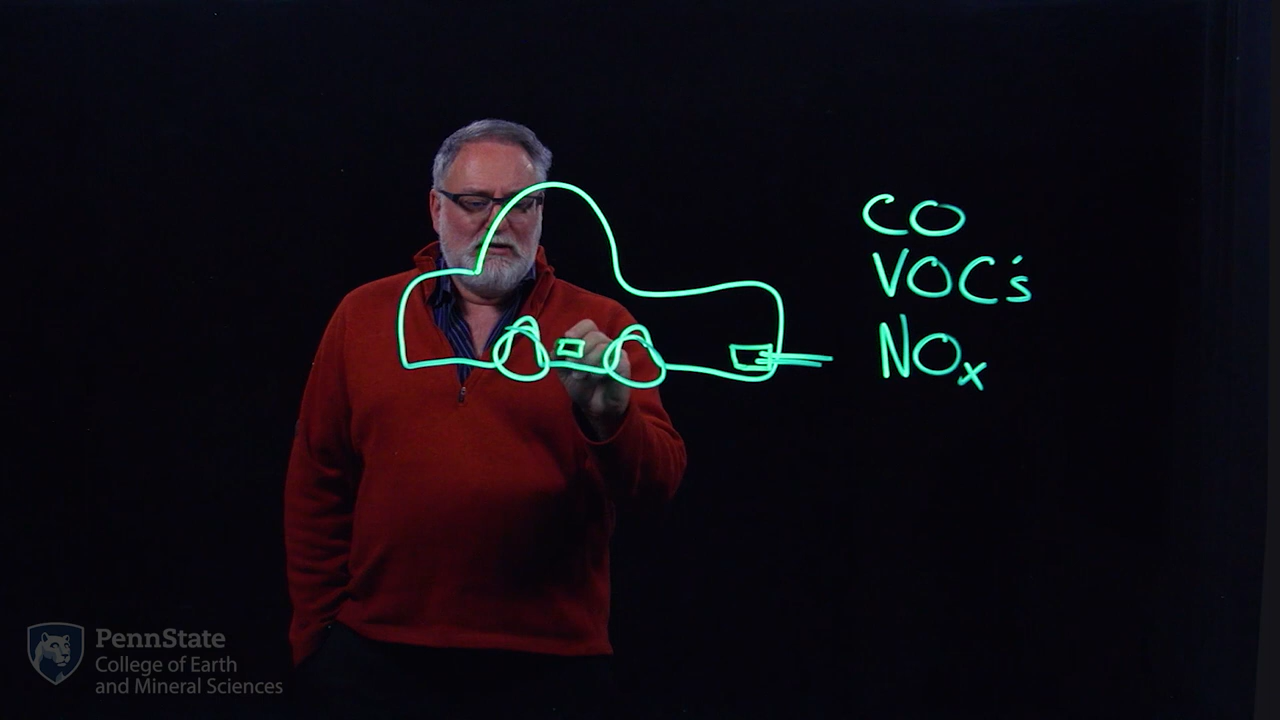 CO
VOC's
NOx
PennState
College of Earth
and Mineral Sciences